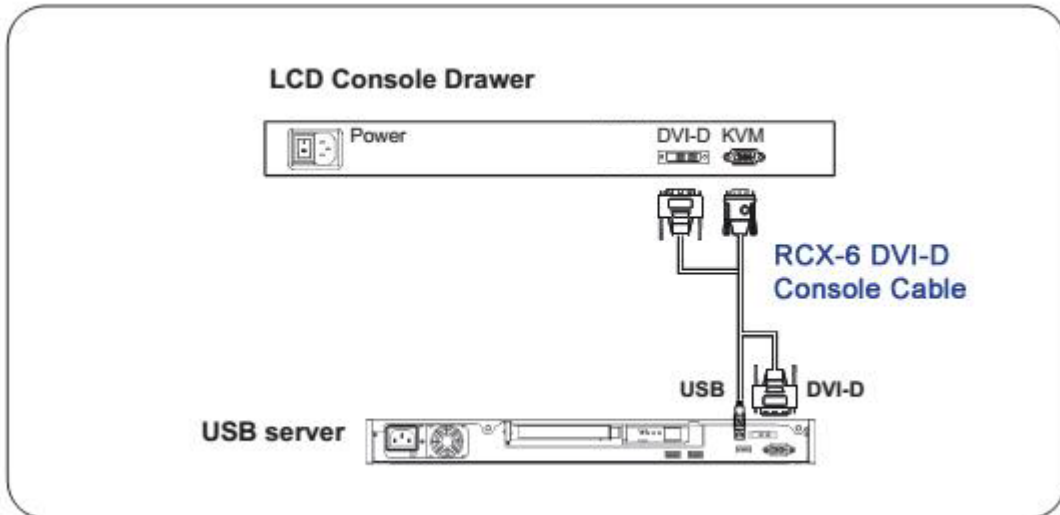 LCD Console Drawer
Power
DVI-D KVM
RCX-6 DVI-D
Console Cable
USB
DVI-D
USB server